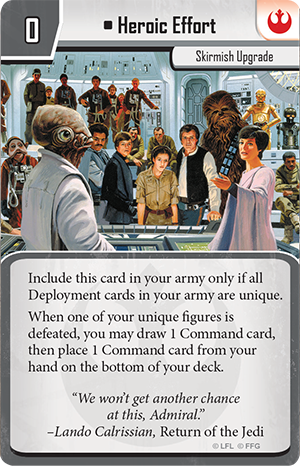 0
▪ Heroic Effort
Skirmish Upgrade
Include this card in your army only if all
Deployment cards in your army are unique.
When one of your unique figures is
defeated, you may draw 1 Command card,
then place 1 Command card from your
hand on the bottom of your deck.
“We won’t get another chance
at this, Admiral.”
–Lando Calrissian, Return of the Jedi
© LFL © FFG